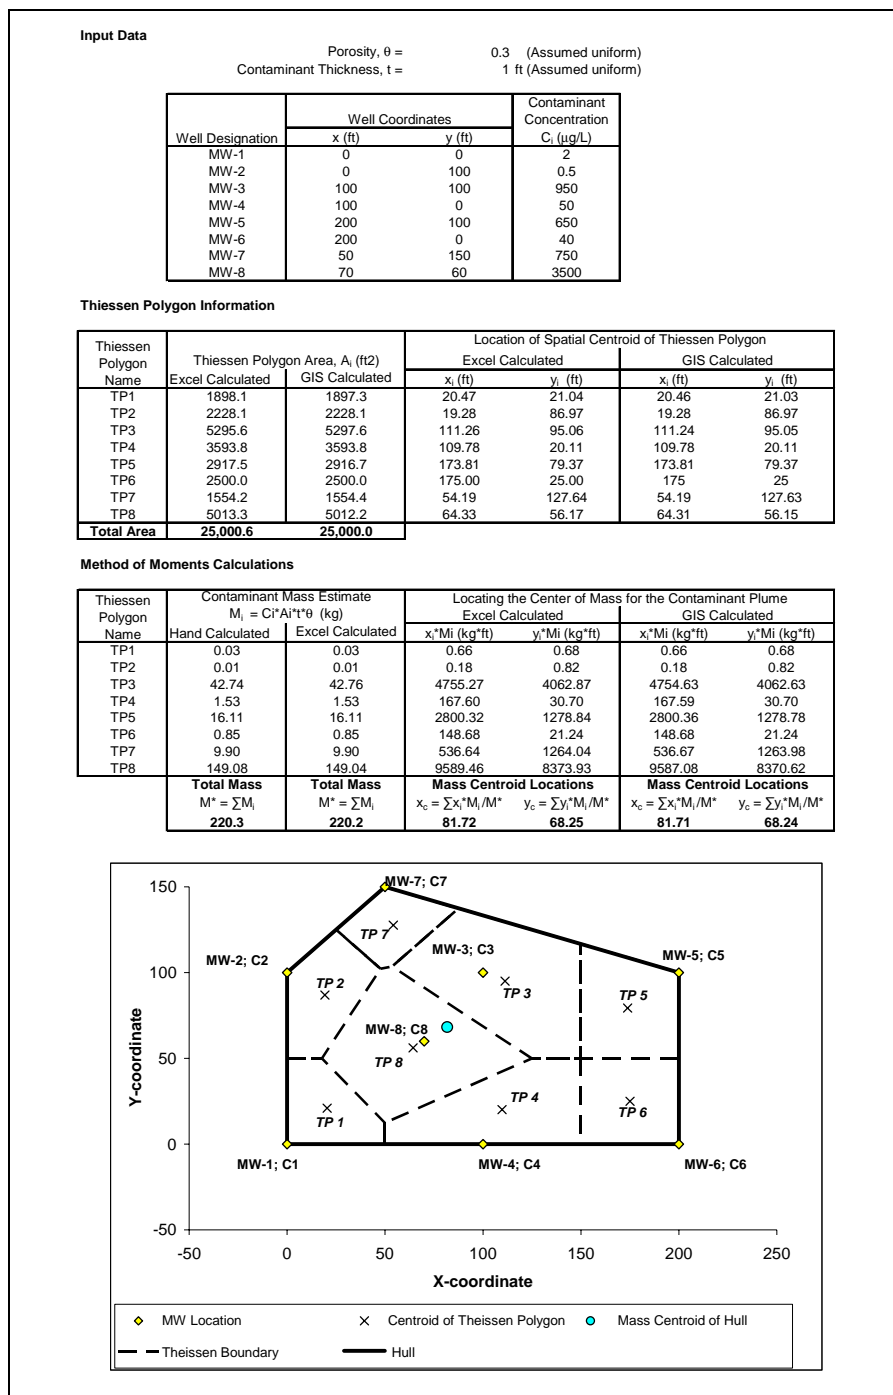 Input Data
Porosity, θ = 0.3 (Assumed uniform)
Contaminant Thickness, t = 1 ft (Assumed uniform)
Well Designation Well Coordinates Contaminant Concentration
x (ft) y (ft) Cᵢ (µg/L)
MW-1 0 0 2
MW-2 0 100 0.5
MW-3 100 100 950
MW-4 100 0 50
MW-5 200 100 650
MW-6 200 0 40
MW-7 50 150 750
MW-8 70 60 3500
Thiessen Polygon Information
Thiessen Polygon Name Thiessen Polygon Area, Aᵢ (ft2) Location of Spatial Centroid of Thiessen Polygon
Excel Calculated GIS Calculated Excel Calculated GIS Calculated
xᵢ (ft) yᵢ (ft) xᵢ (ft) yᵢ (ft)
TP1 1898.1 1897.3 20.47 21.04 20.46 21.03
TP2 2228.1 2228.1 19.28 86.97 19.28 86.97
TP3 5295.6 5297.6 111.26 95.06 111.24 95.05
TP4 3593.8 3593.8 109.78 20.11 109.78 20.11
TP5 2917.5 2916.7 173.81 79.37 173.81 79.37
TP6 2500.0 2500.0 175.00 25.00 175 25
TP7 1554.2 1554.4 54.19 127.64 54.19 127.63
TP8 5013.3 5012.2 64.33 56.17 64.31 56.15
Total Area 25,000.6 25,000.0
Method of Moments Calculations
Thiessen Polygon Name Contaminant Mass Estimate Locating the Center of Mass for the Contaminant Plume
Mᵢ = Ci*Ai*t*θ (kg) Excel Calculated GIS Calculated
Hand Calculated Excel Calculated xᵢ*Mi (kg*ft) yᵢ*Mi (kg*ft) xᵢ*Mi (kg*ft) yᵢ*Mi (kg*ft)
TP1 0.03 0.03 0.66 0.68 0.66 0.68
TP2 0.01 0.01 0.18 0.82 0.18 0.82
TP3 42.74 42.76 4755.27 4062.87 4754.63 4062.63
TP4 1.53 1.53 167.60 30.70 167.59 30.70
TP5 16.11 16.11 2800.32 1278.84 2800.36 1278.78
TP6 0.85 0.85 148.68 21.24 148.68 21.24
TP7 9.90 9.90 536.64 1264.04 536.67 1263.98
TP8 149.08 149.04 9589.46 8373.93 9587.08 8370.62
Total Mass Total Mass Mass Centroid Locations Mass Centroid Locations
M* = ∑Mᵢ M* = ∑Mᵢ x꜀ = ∑xᵢ*Mᵢ/M* y꜀ = ∑yᵢ*Mᵢ/M* x꜀ = ∑xᵢ*Mᵢ/M* y꜀ = ∑yᵢ*Mᵢ/M*
220.3 220.2 81.72 68.25 81.71 68.24
150
100
50
0
-50
Y-coordinate
MW-7; C7
TP 7
MW-3; C3
MW-2; C2
MW-5; C5
TP 2
TP 3
TP 5
MW-8; C8
TP 8
TP 1
TP 4
TP 6
MW-1; C1
MW-4; C4
MW-6; C6
-50 0 50 100 150 200 250
X-coordinate
MW Location Centroid of Theissen Polygon Mass Centroid of Hull
Theissen Boundary Hull